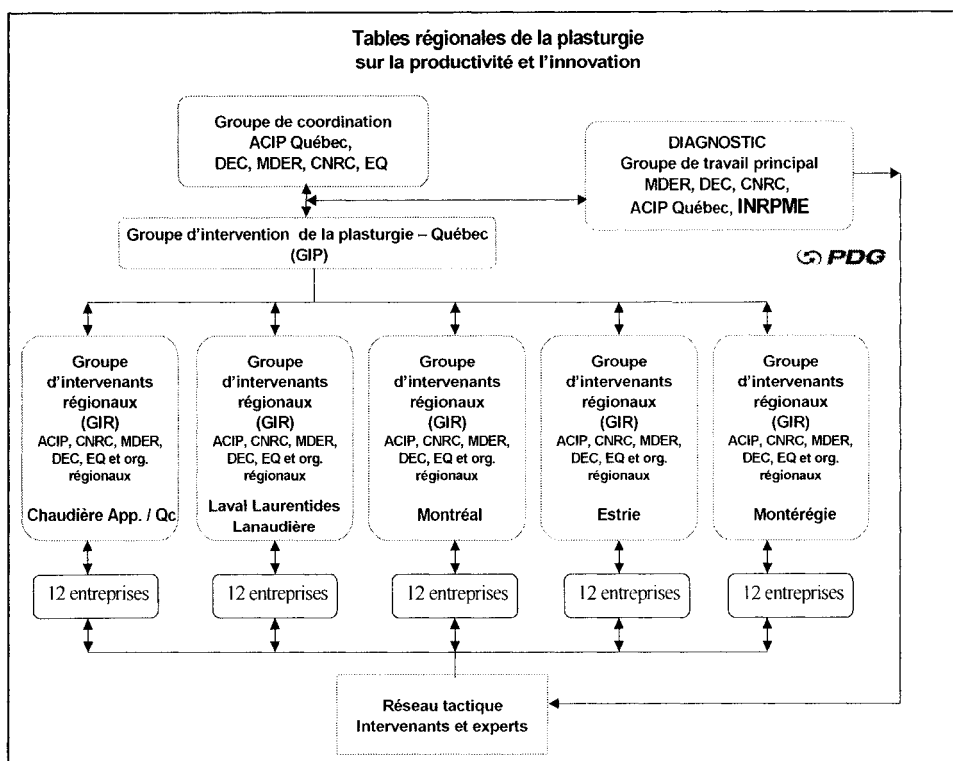 Tables régionales de la plasturgie
sur la productivité et l'innovation
Groupe de coordination
ACIP Québec,
DEC, MDER, CNRC, EQ
DIAGNOSTIC
Groupe de travail principal
MDER, DEC, CNRC,
ACIP Québec, INRPME
Groupe d'intervention de la plasturgie – Québec
(GIP)
PDG
Groupe
d'intervenants
régionaux
(GIR)
ACIP, CNRC, MDER,
DEC, EQ et org.
régionaux
Chaudière App. / Qc
Groupe
d'intervenants
régionaux
(GIR)
ACIP, CNRC, MDER,
DEC, EQ et org.
régionaux
Laval Laurentides
Lanaudière
Groupe
d'intervenants
régionaux
(GIR)
ACIP, CNRC, MDER,
DEC, EQ et org.
régionaux
Montréal
Groupe
d'intervenants
régionaux
(GIR)
ACIP, CNRC, MDER,
DEC, EQ et org.
régionaux
Estrie
Groupe
d'intervenants
régionaux
(GIR)
ACIP, CNRC, MDER,
DEC, EQ et org.
régionaux
Montérégie
12 entreprises
12 entreprises
12 entreprises
12 entreprises
12 entreprises
Réseau tactique
Intervenants et experts